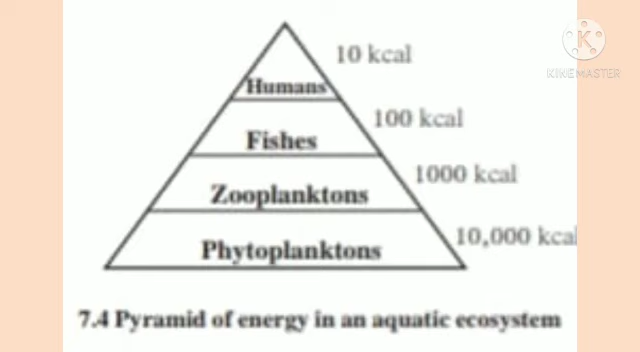 10 kcal
Humans
100 kcal
Fishes
1000 kcal
Zooplanktons
10,000 kcal
Phytoplanktons
7.4 Pyramid of energy in an aquatic ecosystem
K
KINEMASTER